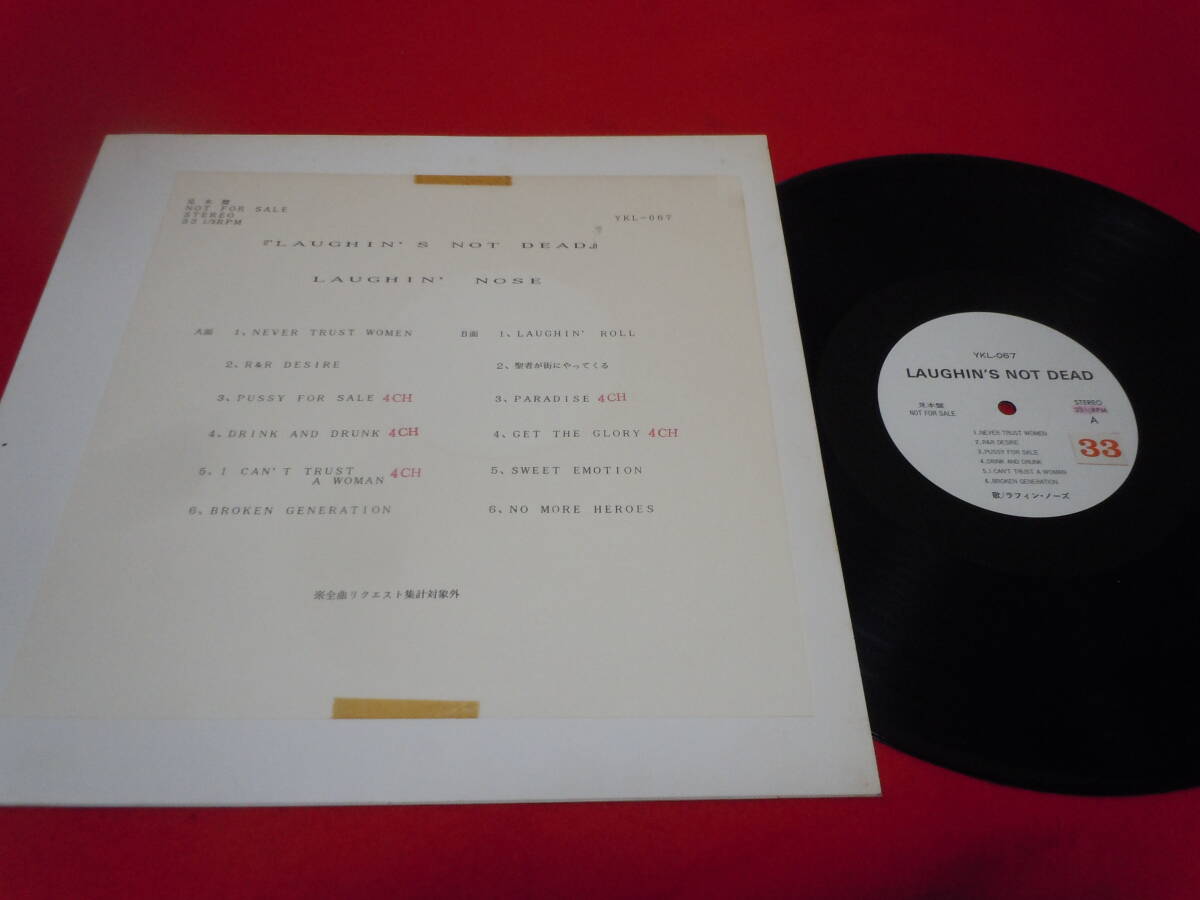 見本盤
NOT FOR SALE
STEREO
33 1/3RPM
YKL-067
『LAUGHIN'S NOT DEAD』
LAUGHIN' NOSE
A面 1、NEVER TRUST WOMEN
2、R&R DESIRE
3、PUSSY FOR SALE 4CH
4、DRINK AND DRUNK 4CH
5、I CAN'T TRUST
A WOMAN 4CH
6、BROKEN GENERATION
B面 1、LAUGHIN' ROLL
2、聖者が街にやってくる
3、PARADISE 4CH
4、GET THE GLORY 4CH
5、SWEET EMOTION
6、NO MORE HEROES
※全曲リクエスト集計対象外
YKL-067
LAUGHIN'S NOT DEAD
見本盤
NOT FOR SALE
STEREO
33 1/3RPM
A
33
1.NEVER TRUST WOMEN
2.R&R DESIRE
3.PUSSY FOR SALE
4.DRINK AND DRUNK
5.I CAN'T TRUST A WOMAN
6.BROKEN GENERATION
歌/ラフィン・ノーズ